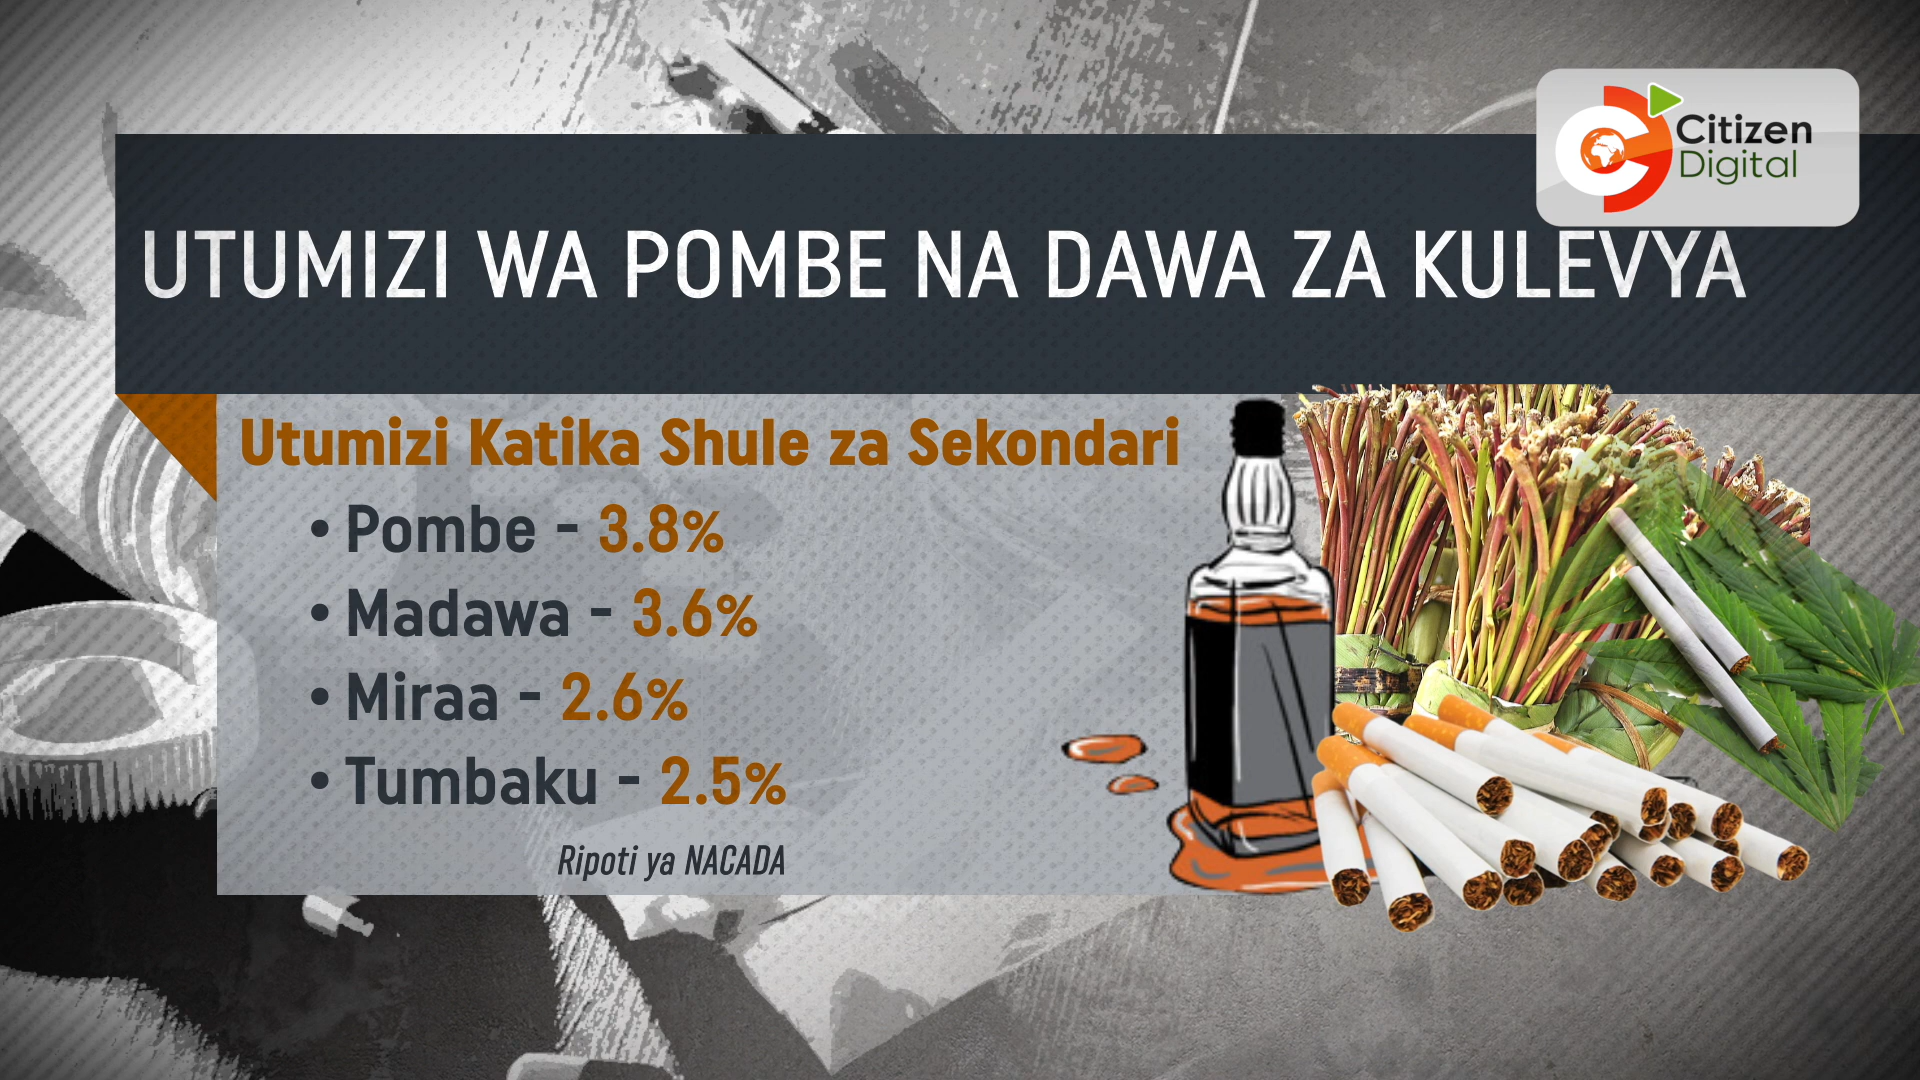 Citizen
Digital
UTUMIZI WA POMBE NA DAWA ZA KULEVYA
Utumizi Katika Shule za Sekondari
• Pombe - 3.8%
• Madawa - 3.6%
• Miraa - 2.6%
• Tumbaku - 2.5%
Ripoti ya NACADA